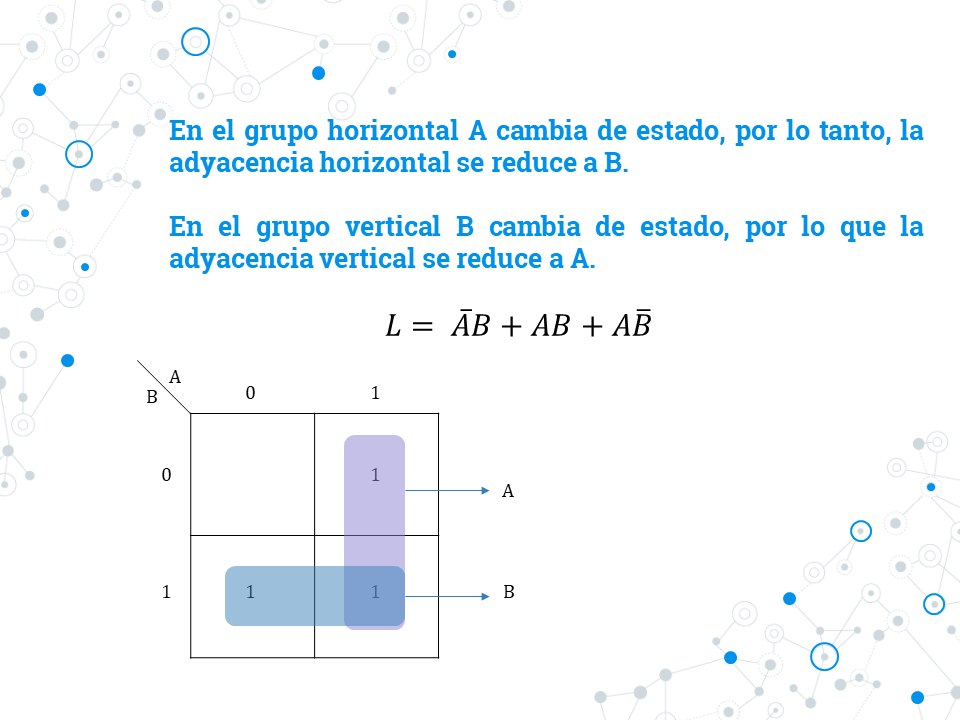 En el grupo horizontal A cambia de estado, por lo tanto, la
adyacencia horizontal se reduce a B.
En el grupo vertical B cambia de estado, por lo que la
adyacencia vertical se reduce a A.
L = A̅B + AB + AB̅
A
B
0 1
0
1
A
1 1 1
B